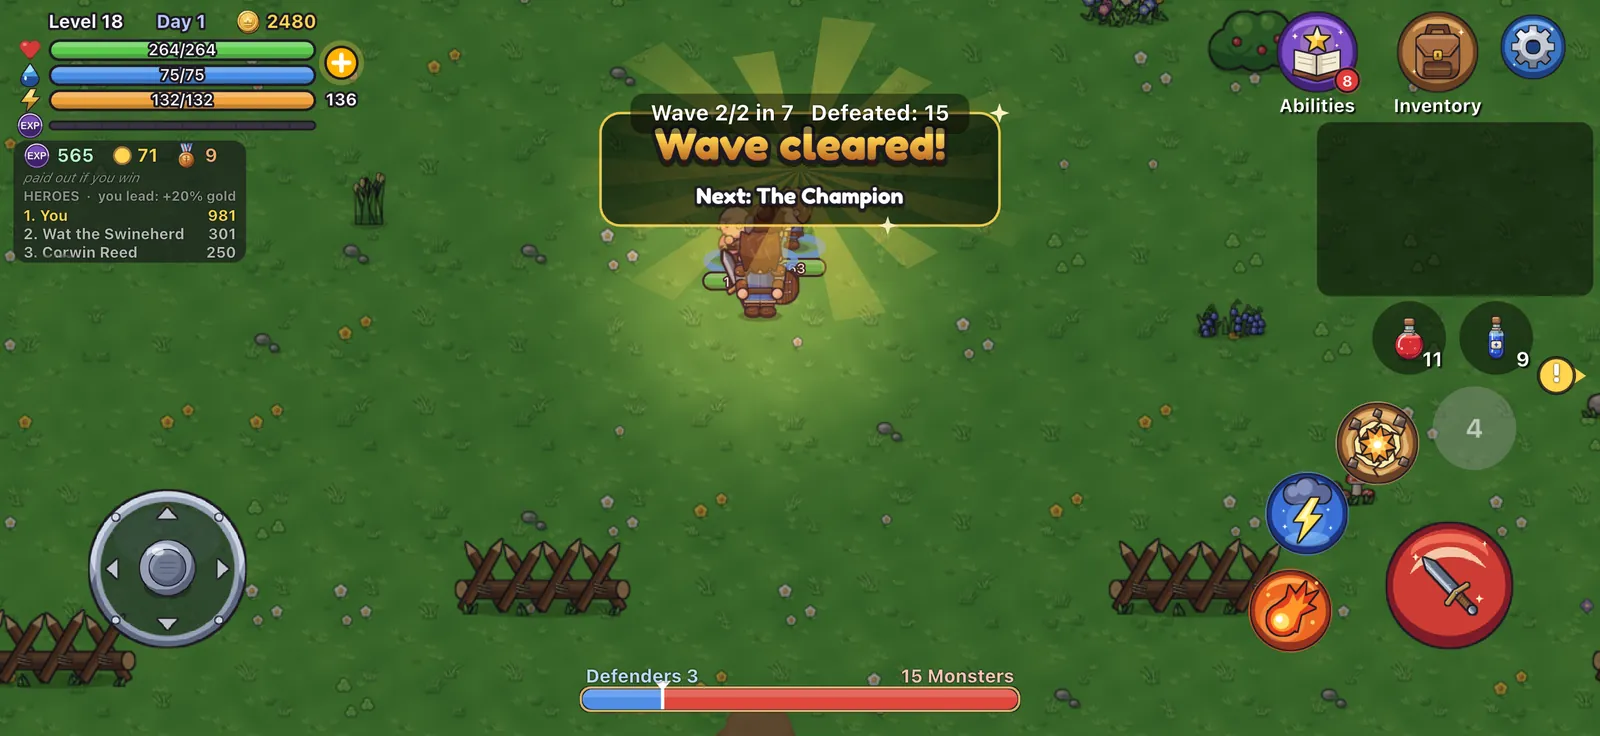 Level 18 Day 1 2480
264/264
75/75
132/132 136
EXP
EXP 565 71 9
paid out if you win
HEROES · you lead: +20% gold
1. You 981
2. Wat the Swineherd 301
3. Corwin Reed 250
Wave 2/2 in 7 Defeated: 15
Wave cleared!
Next: The Champion
8
Abilities
Inventory
11
9
!
4
Defenders 3
15 Monsters